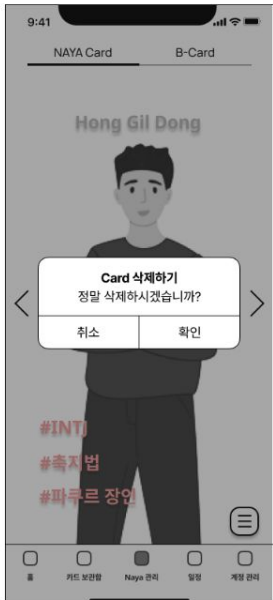 9:41
NAYA Card
B-Card
Hong Gil Dong
Card 삭제하기
정말 삭제하시겠습니까?
취소
확인
#INTJ
#축지법
#파쿠르 장인
홈
카드 보관함
Naya 관리
일정
계정 관리